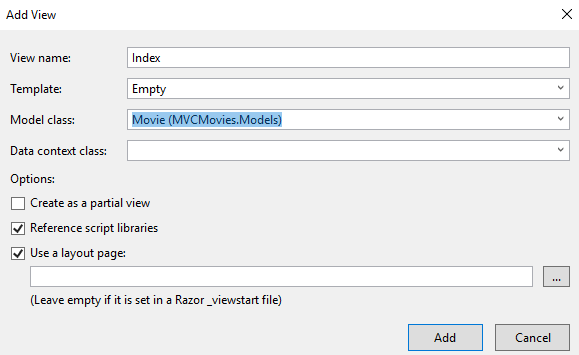 Add View
View name: Index
Template: Empty
Model class: Movie (MVCMovies.Models)
Data context class:
Options:
Create as a partial view
Reference script libraries
Use a layout page:
...
(Leave empty if it is set in a Razor _viewstart file)
Add Cancel